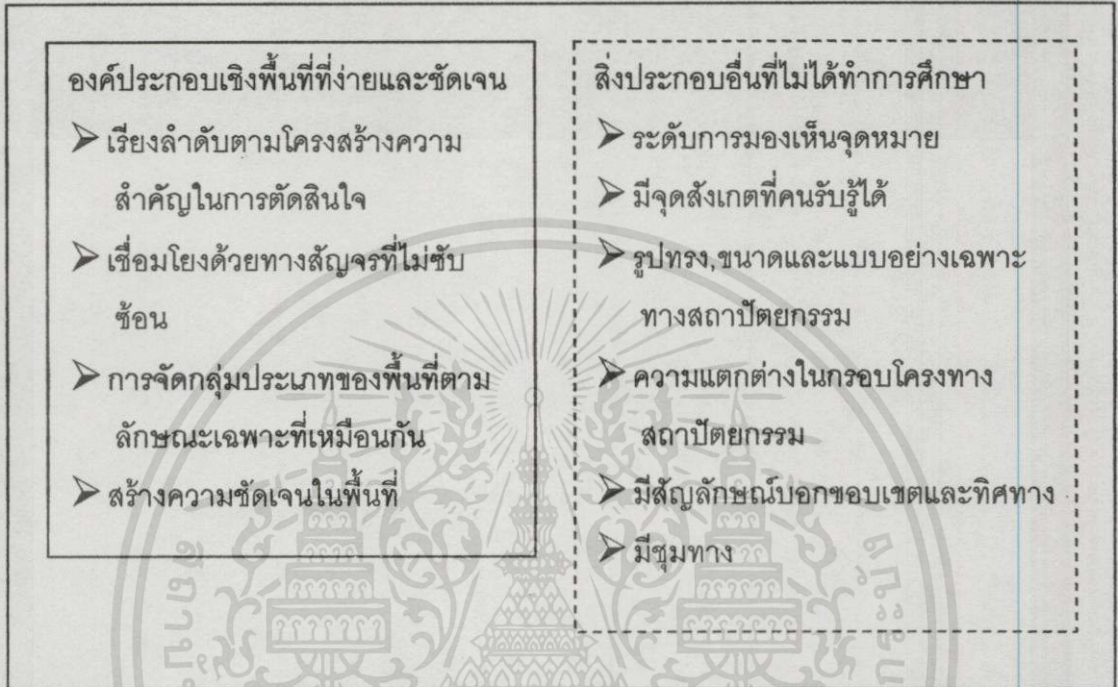 องค์ประกอบเชิงพื้นที่ที่ง่ายและชัดเจน
➢ เรียงลำดับตามโครงสร้างความ
สำคัญในการตัดสินใจ
➢ เชื่อมโยงด้วยทางสัญจรที่ไม่ซับ
ซ้อน
➢ การจัดกลุ่มประเภทของพื้นที่ตาม
ลักษณะเฉพาะที่เหมือนกัน
➢ สร้างความชัดเจนในพื้นที่
สิ่งประกอบอื่นที่ไม่ได้ทำการศึกษา
➢ ระดับการมองเห็นจุดหมาย
➢ มีจุดสังเกตที่คนรับรู้ได้
➢ รูปทรง,ขนาดและแบบอย่างเฉพาะ
ทางสถาปัตยกรรม
➢ ความแตกต่างในกรอบโครงทาง
สถาปัตยกรรม
➢ มีสัญลักษณ์บอกขอบเขตและทิศทาง
➢ มีชุมทาง